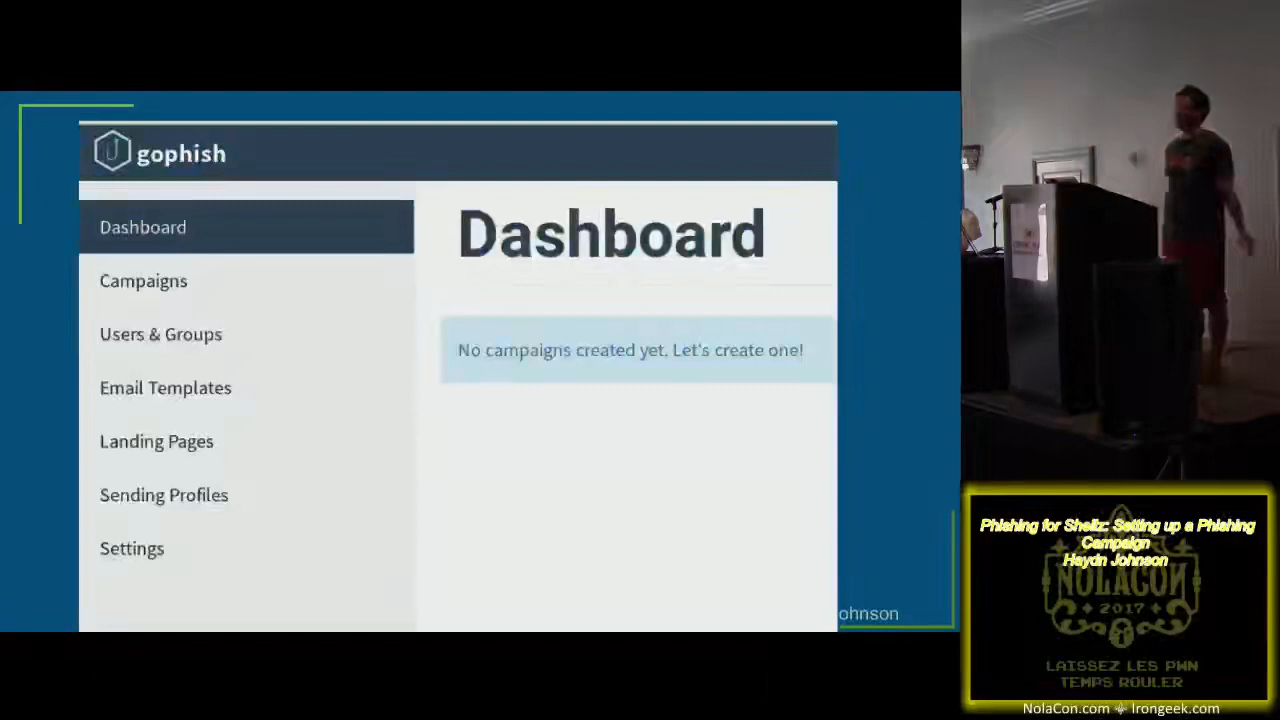 gophish
Dashboard
Campaigns
Users & Groups
Email Templates
Landing Pages
Sending Profiles
Settings
Dashboard
No campaigns created yet. Let's create one!
ohnson
Phishing for Shellz: Setting up a Phishing
Campaign
Haydn Johnson
NOLACON
2017
LAISSEZ LES PWN
TEMPS ROULER
NolaCon.com Irongeek.com